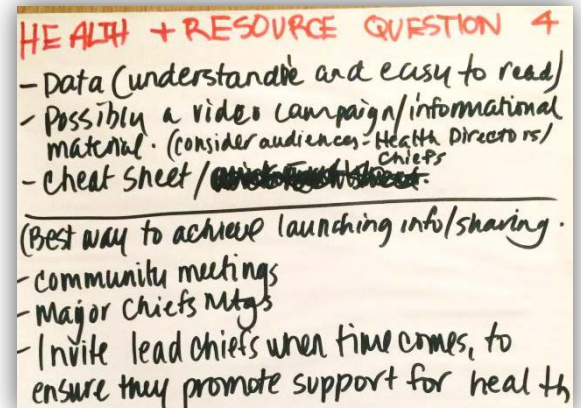 HEALTH + RESOURCE QUESTION 4
- Data (understandable and easy to read)
- Possibly a video campaign/informational
material. (consider audiences - Health Directors/
Chiefs
- Cheat Sheet /
(Best way to achieve launching info/sharing.
- community meetings
- Major Chiefs Mtgs
- Invite lead chiefs when time comes, to
ensure they promote support for health